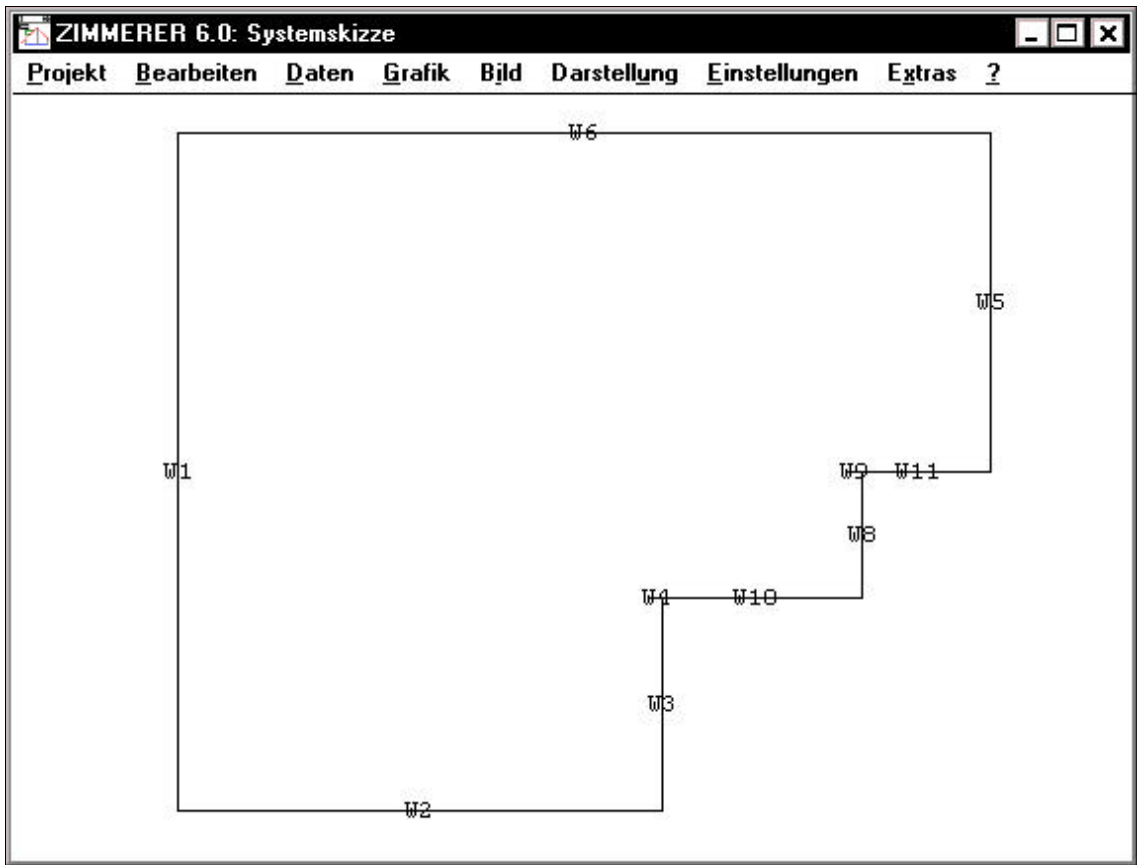 ZIMMERER 6.0: Systemskizze
Projekt Bearbeiten Daten Grafik Bild Darstellung Einstellungen Extras ?
W6
W5
W1
W9 W11
W8
W4 W10
W3
W2